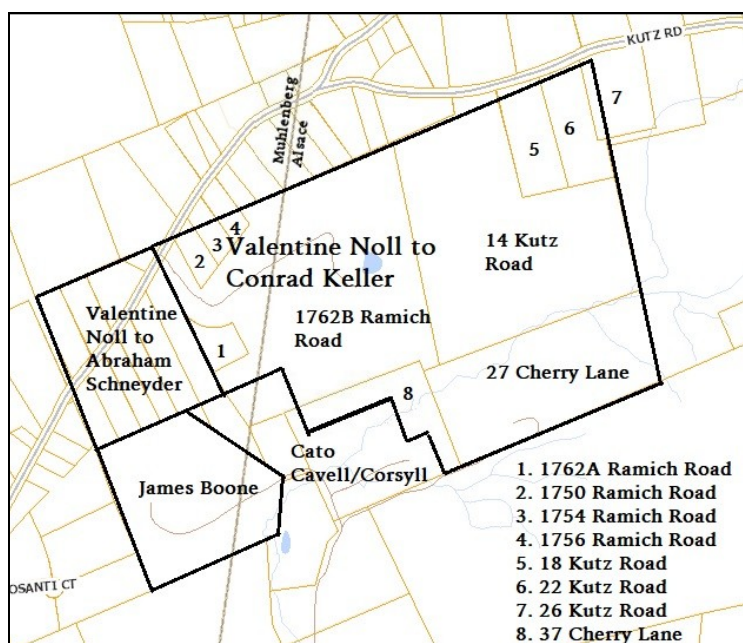 KUTZ RD
7
6
5
Muhlenberg
Alsace
4
3
2
Valentine Noll to
Conrad Keller
14 Kutz
Road
Valentine
Noll to
Abraham
Schneyder
1762B Ramich
Road
1
27 Cherry Lane
8
Cato
Cavell/Corsyll
James Boone
OSANTI CT
1. 1762A Ramich Road
2. 1750 Ramich Road
3. 1754 Ramich Road
4. 1756 Ramich Road
5. 18 Kutz Road
6. 22 Kutz Road
7. 26 Kutz Road
8. 37 Cherry Lane